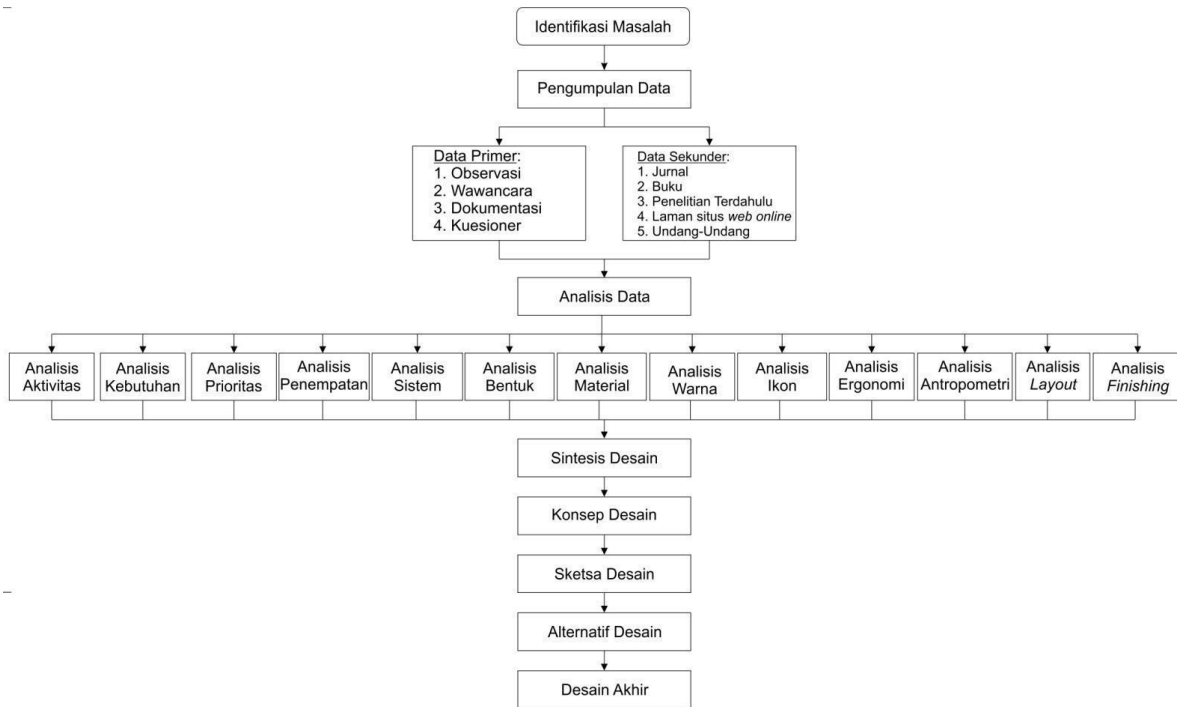 Identifikasi Masalah
Pengumpulan Data
Data Primer:
1. Observasi
2. Wawancara
3. Dokumentasi
4. Kuesioner
Data Sekunder:
1. Jurnal
2. Buku
3. Penelitian Terdahulu
4. Laman situs web online
5. Undang-Undang
Analisis Data
Analisis
Aktivitas
Analisis
Kebutuhan
Analisis
Prioritas
Analisis
Penempatan
Analisis
Sistem
Analisis
Bentuk
Analisis
Material
Analisis
Warna
Analisis
Ikon
Analisis
Ergonomi
Analisis
Antropometri
Analisis
Layout
Analisis
Finishing
Sintesis Desain
Konsep Desain
Sketsa Desain
Alternatif Desain
Desain Akhir